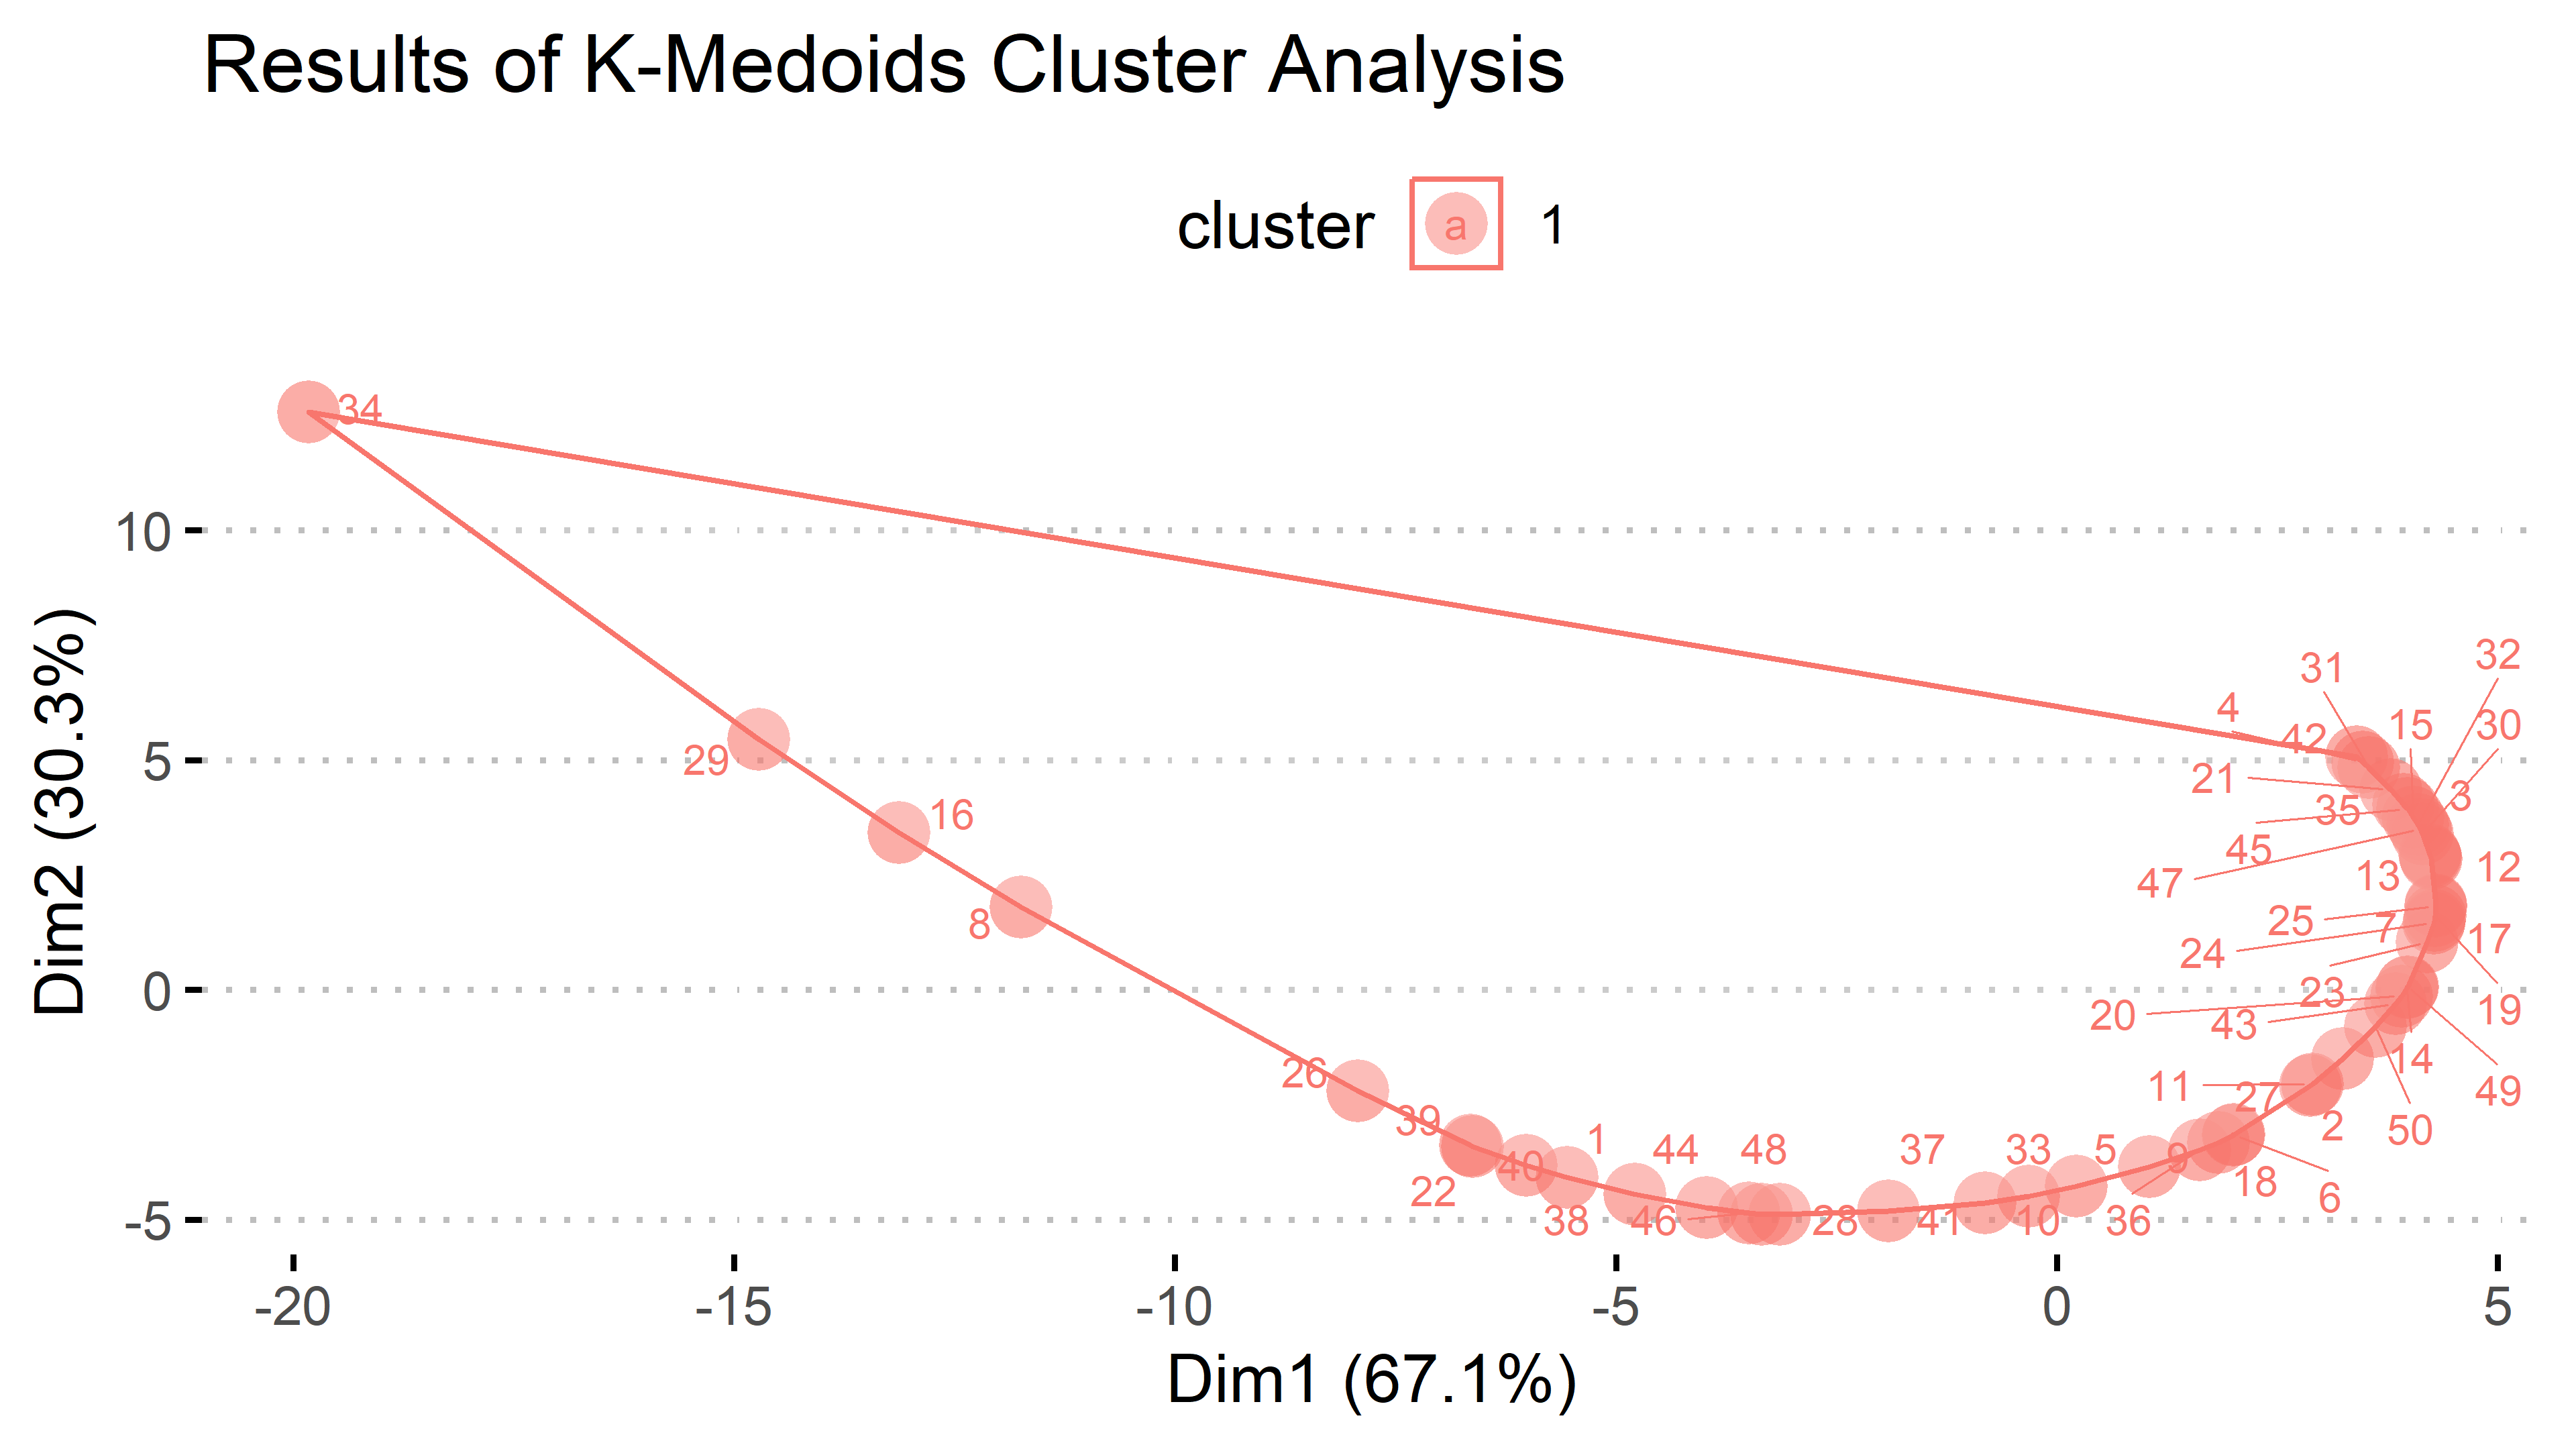 Results of K-Medoids Cluster Analysis
cluster a 1
34
10
32
31
4 15 30
42
5 29 21 3
16 35
45 12
47 13
8 25 7 17
24
0 23 19
20 43
26 14
11 27 49
39 2 50
1 44 48 37 33 5 9
40 18
22 6
-5 38 46 28 41 10 36
-20 -15 -10 -5 0 5
Dim1 (67.1%)
Dim2 (30.3%)